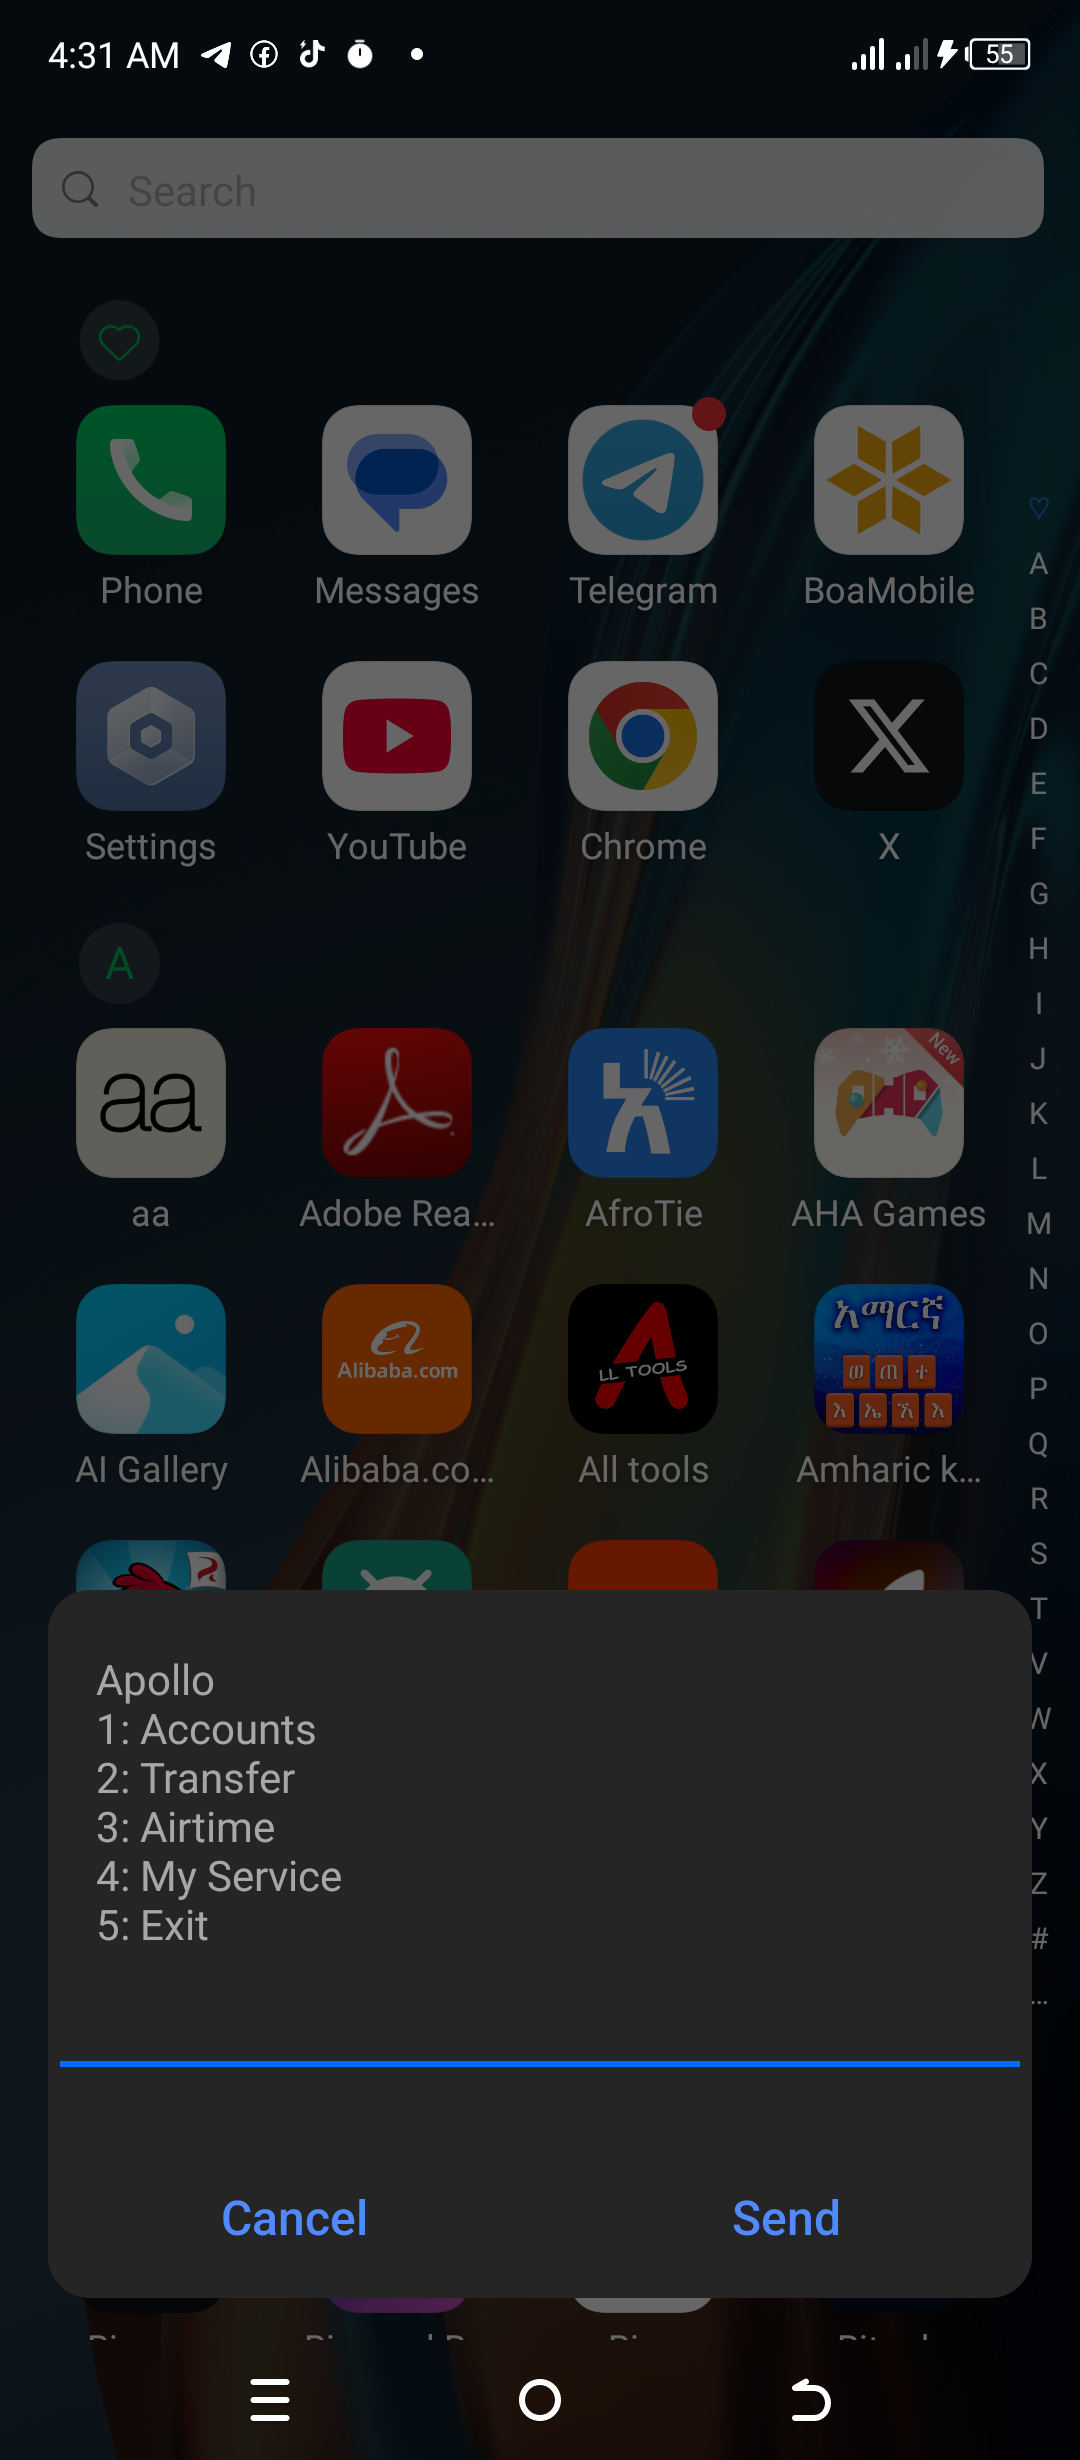 4:31 AM
55
Search
Phone
Messages
Telegram
BoaMobile
Settings
YouTube
Chrome
X
A
aa
aa
Adobe Rea...
አ
AfroTie
New
AHA Games
AI Gallery
Alibaba.com
Alibaba.co...
LL TOOLS
All tools
አማርኛ
ወ ጠ ተ
እ ኤ ኧ እ
Amharic k...
A
B
C
D
E
F
G
H
I
J
K
L
M
N
O
P
Q
R
S
T
V
W
X
Y
Z
#
...
Apollo
1: Accounts
2: Transfer
3: Airtime
4: My Service
5: Exit
Cancel
Send